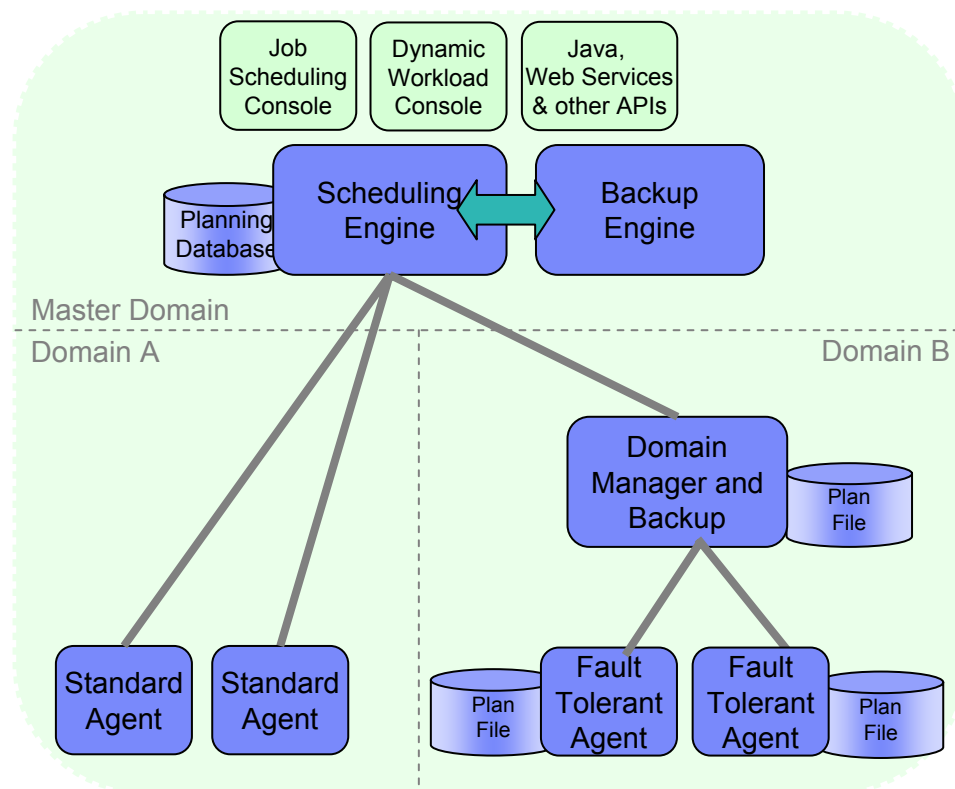 Job
Scheduling
Console
Dynamic
Workload
Console
Java,
Web Services
& other APIs
Planning
Database
Scheduling
Engine
Backup
Engine
Master Domain
Domain A
Domain B
Domain
Manager and
Backup
Plan
File
Standard
Agent
Standard
Agent
Plan
File
Fault
Tolerant
Agent
Fault
Tolerant
Agent
Plan
File